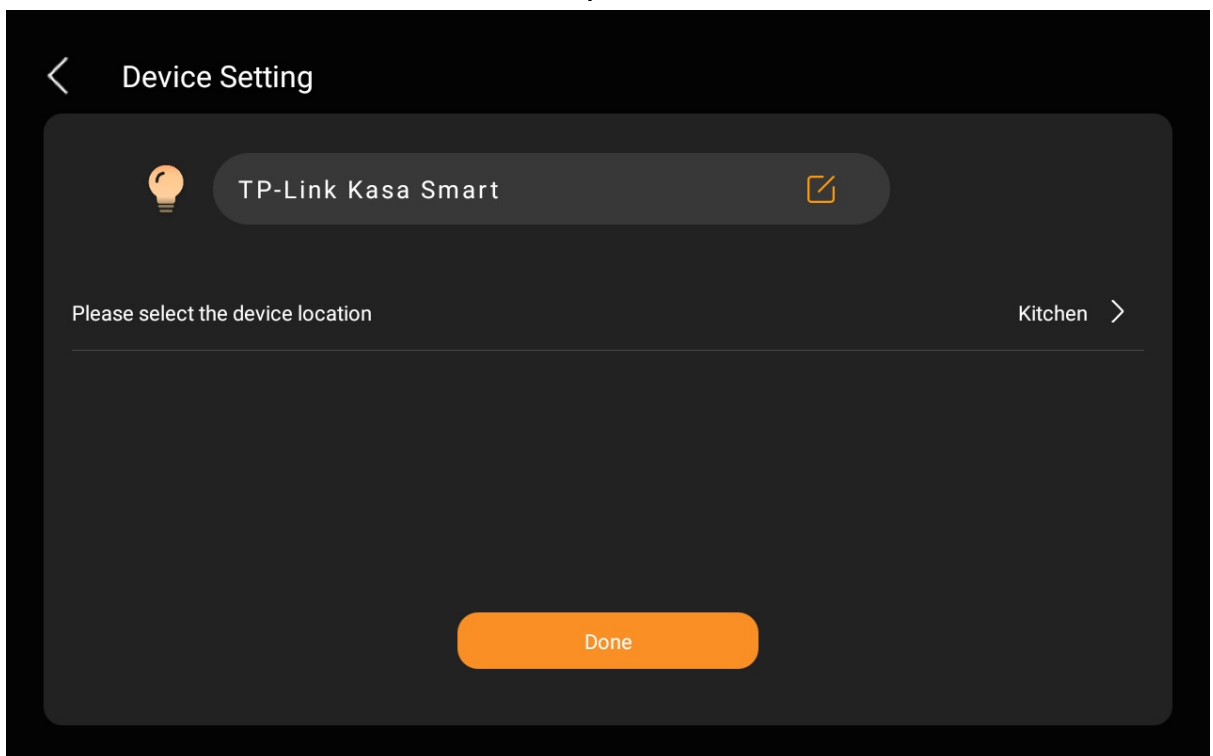 Device Setting
TP-Link Kasa Smart
Please select the device location
Kitchen
Done